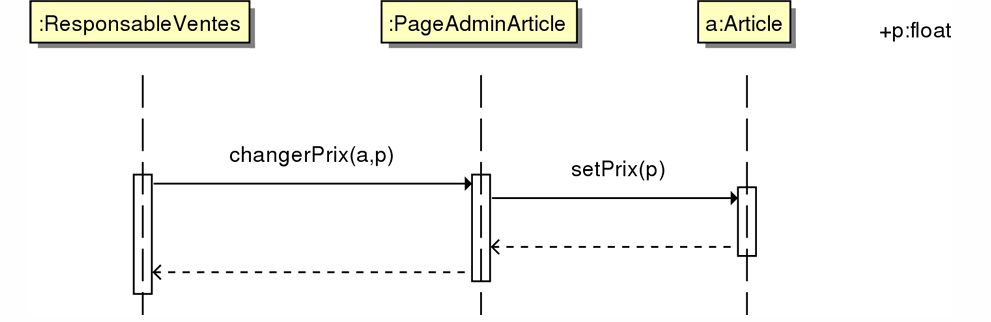 :ResponsableVentes
:PageAdminArticle
a:Article
+p:float
changerPrix(a,p)
setPrix(p)